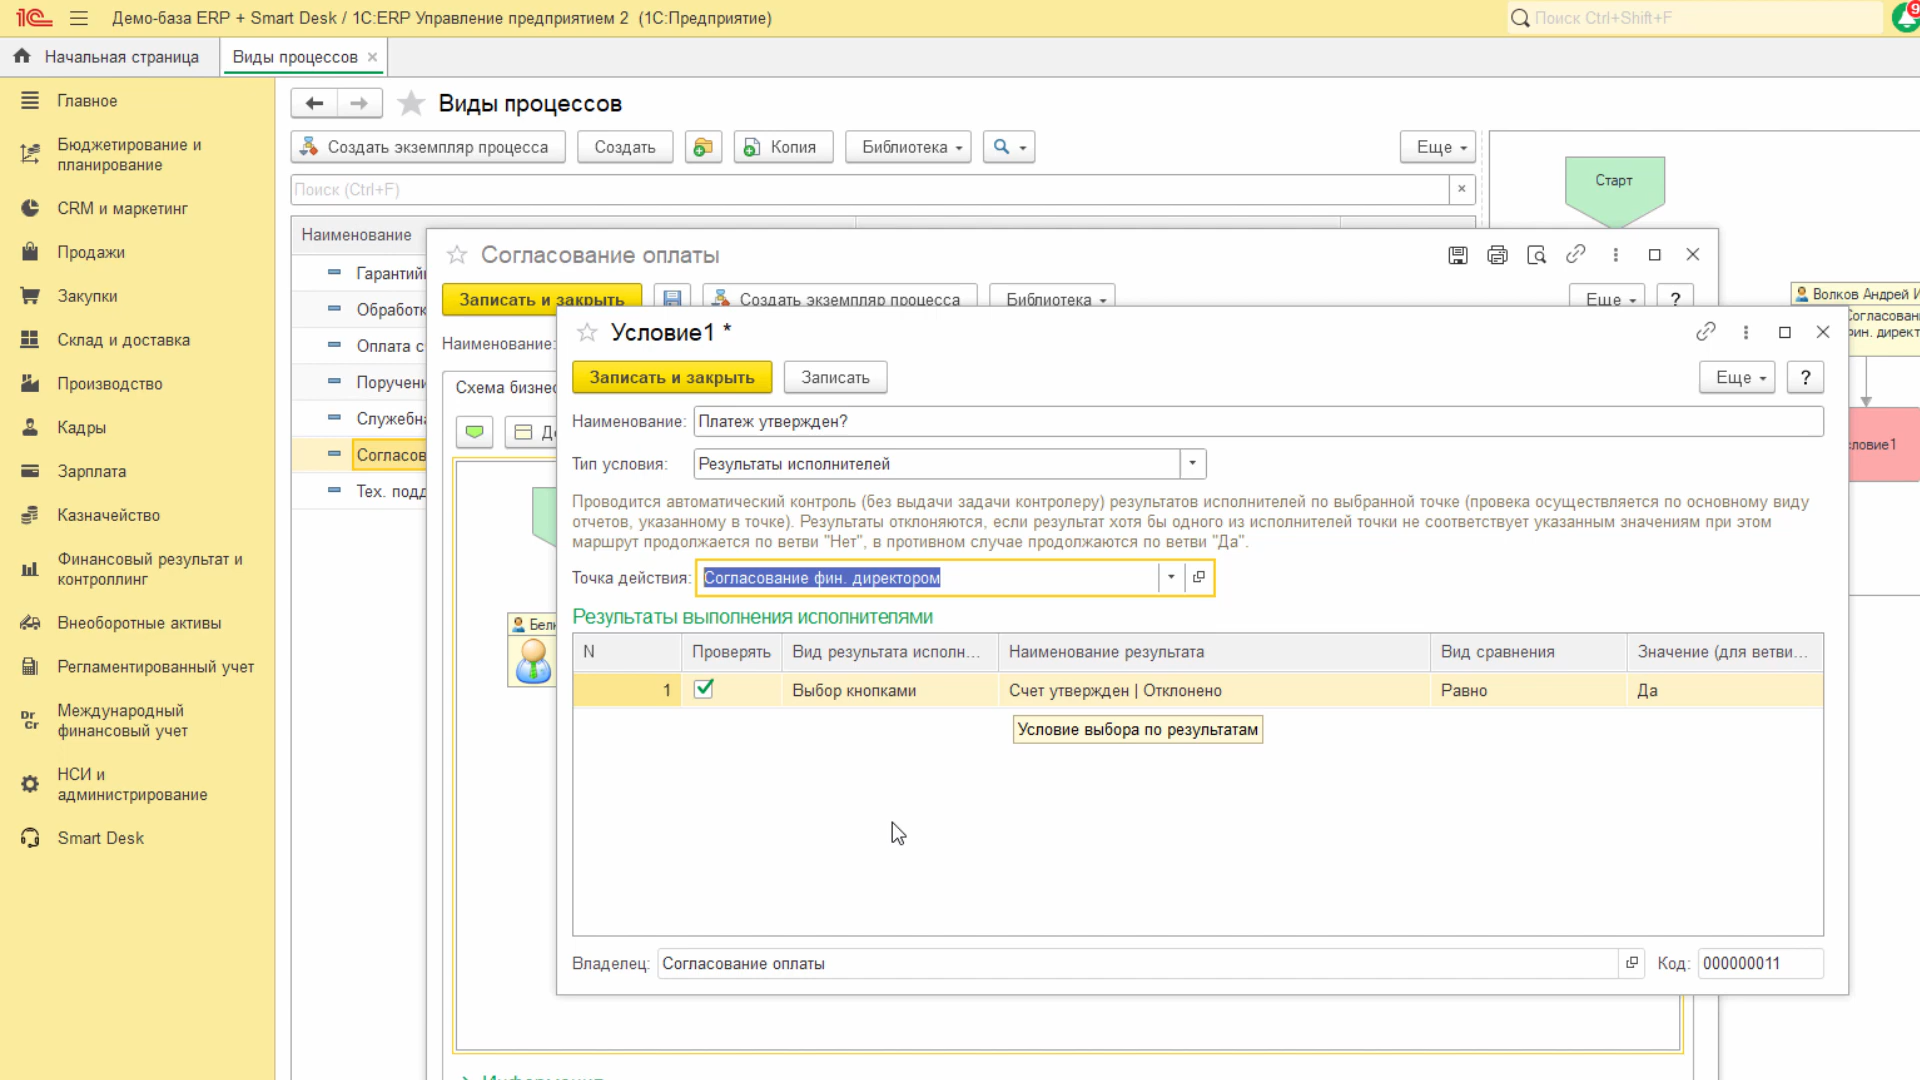 1С Демо-база ERP + Smart Desk / 1С:ERP Управление предприятием 2 (1С:Предприятие)
Поиск Ctrl+Shift+F
9
Начальная страница
Виды процессов ×
Главное
Бюджетирование и
планирование
CRM и маркетинг
Продажи
Закупки
Склад и доставка
Производство
Кадры
Зарплата
Казначейство
Финансовый результат и
контроллинг
Внеоборотные активы
Регламентированный учет
Dr
Cr
Международный
финансовый учет
НСИ и
администрирование
Smart Desk
Виды процессов
Создать экземпляр процесса
Создать
Копия
Библиотека
Еще
Поиск (Ctrl+F)
×
Наименование
Гарантий
Обработк
Оплата с
Поручени
Служебна
Согласов
Тех. подд
Старт
Волков Андрей И
Согласовани
фин. директ
словие1
Согласование оплаты
Записать и закрыть
Создать экземпляр процесса
Библиотека
Еще
?
Наименование:
Схема бизнес
Де
Белк
Условие1 *
Записать и закрыть
Записать
Еще
?
Наименование: Платеж утвержден?
Тип условия: Результаты исполнителей
Проводится автоматический контроль (без выдачи задачи контролеру) результатов исполнителей по выбранной точке (провека осуществляется по основному виду
отчетов, указанному в точке). Результаты отклоняются, если результат хотя бы одного из исполнителей точки не соответствует указанным значениям при этом
маршрут продолжается по ветви "Нет", в противном случае продолжаются по ветви "Да".
Точка действия: Согласование фин. директором
Результаты выполнения исполнителями
N Проверять Вид результата исполн... Наименование результата Вид сравнения Значение (для ветви...
1 Выбор кнопками Счет утвержден | Отклонено Равно Да
Условие выбора по результатам
Владелец: Согласование оплаты
Код: 000000011